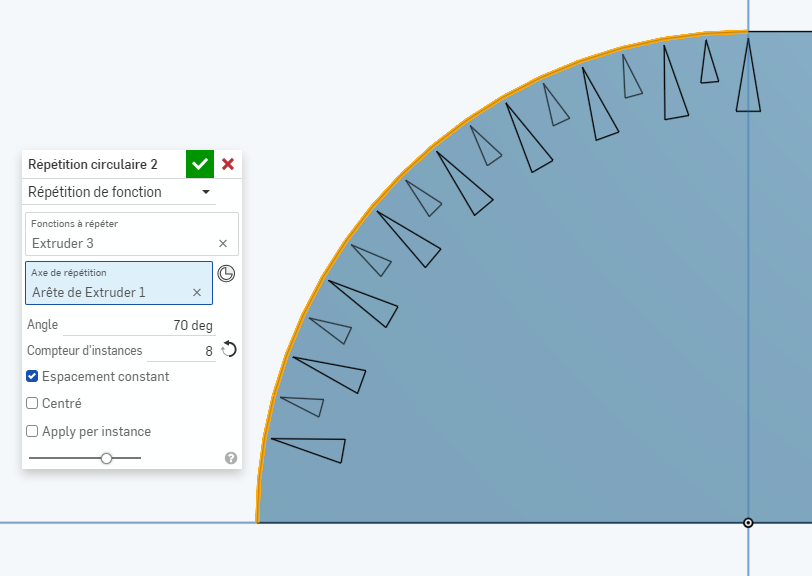 Répétition circulaire 2
Répétition de fonction
Fonctions à répéter
Extruder 3
Axe de répétition
Arête de Extruder 1
Angle 70 deg
Compteur d'instances 8
Espacement constant
Centré
Apply per instance